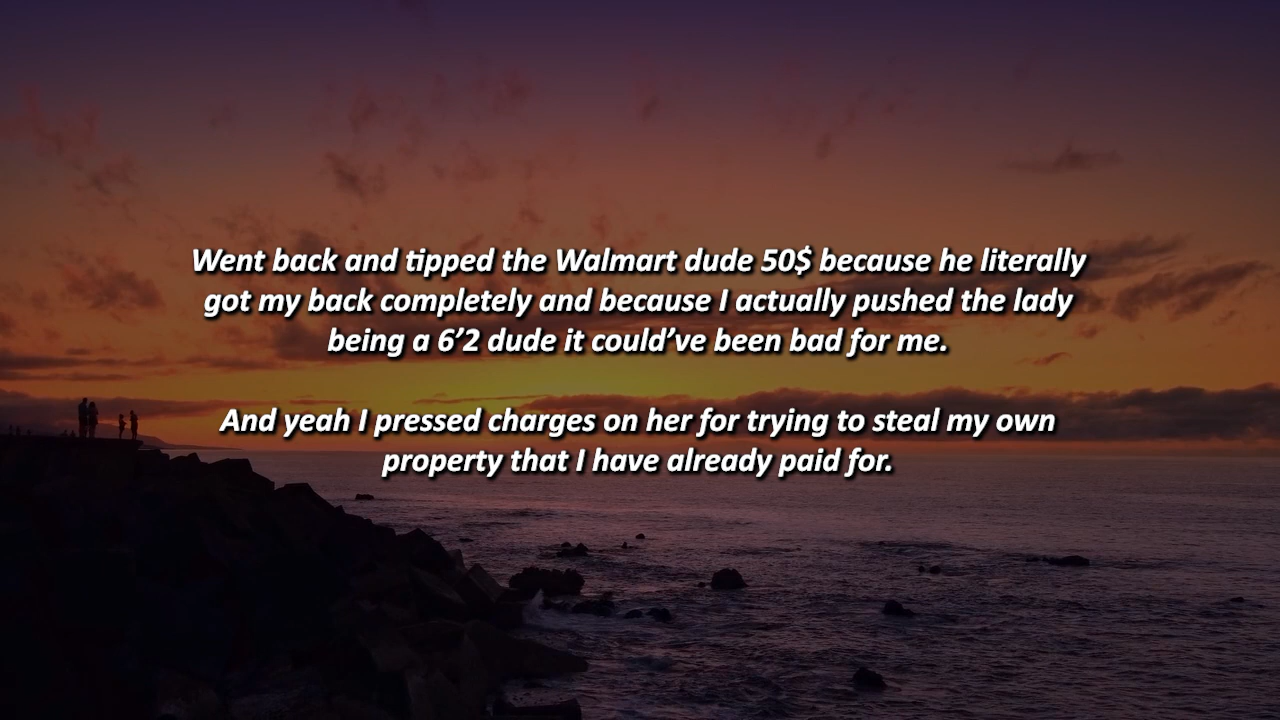 Went back and tipped the Walmart dude 50$ because he literally
got my back completely and because I actually pushed the lady
being a 6’2 dude it could’ve been bad for me.
And yeah I pressed charges on her for trying to steal my own
property that I have already paid for.